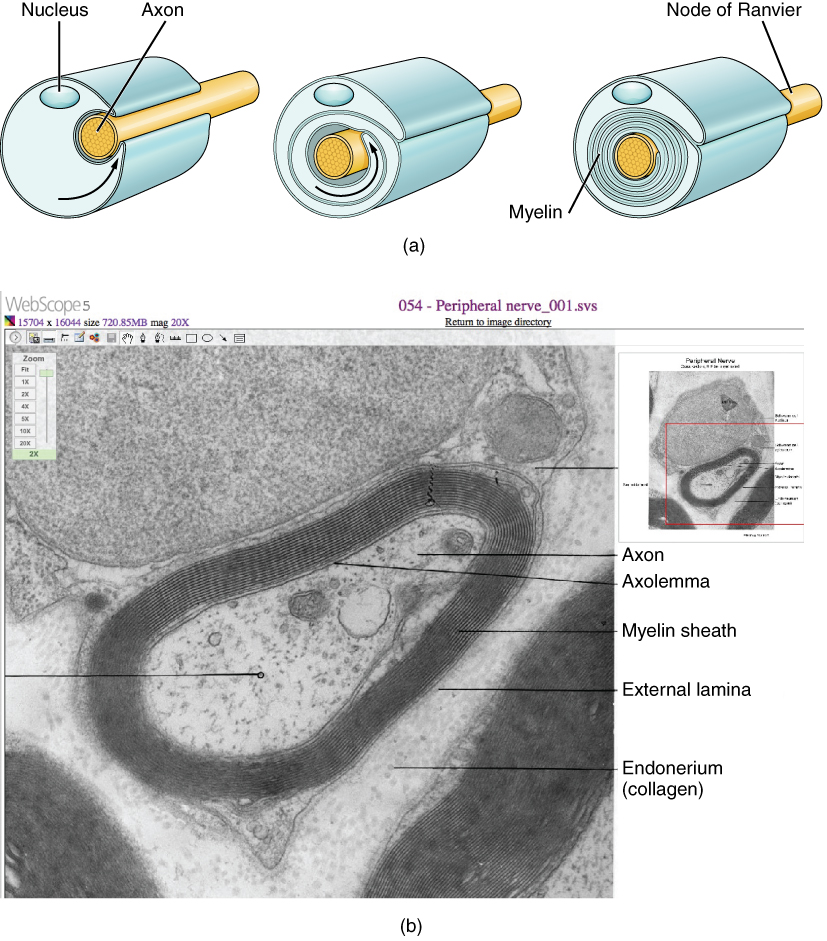 Nucleus
Axon
Node of Ranvier
Myelin
(a)
WebScope 5
054 - Peripheral nerve_001.svs
15704 x 16044 size 720.85MB mag 20X
Return to image directory
Zoom
Fit
1X
2X
4X
5X
10X
20X
2X
Peripheral Nerve
Axon
Axolemma
Myelin sheath
External lamina
Endonerium
(collagen)
(b)